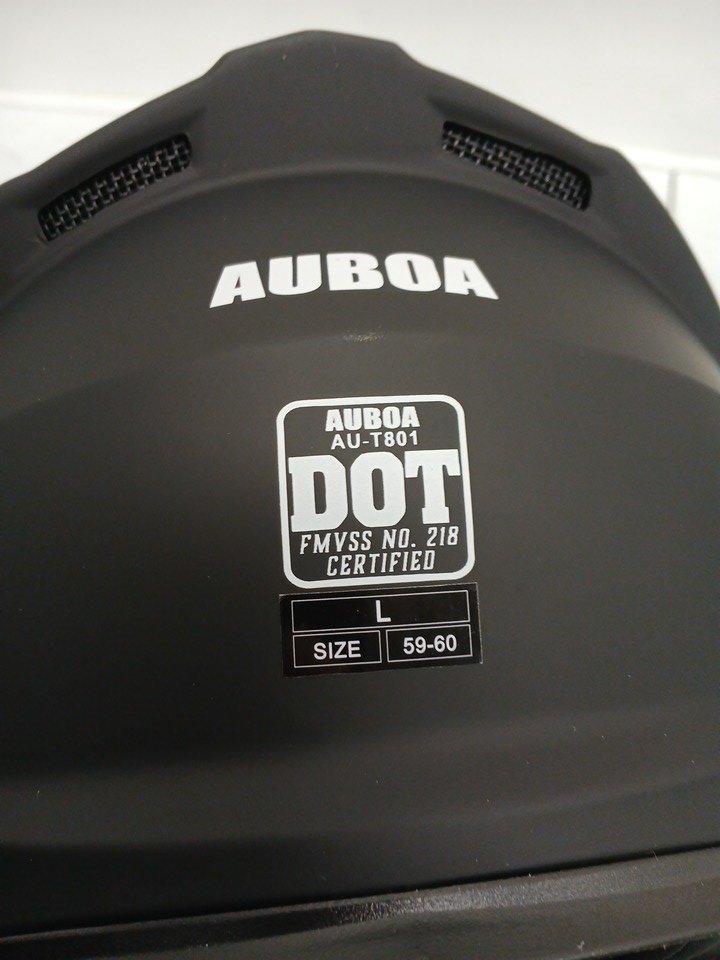 AUBOA
AUBOA
AU-T801
DOT
FMVSS NO. 218
CERTIFIED
L
SIZE 59-60